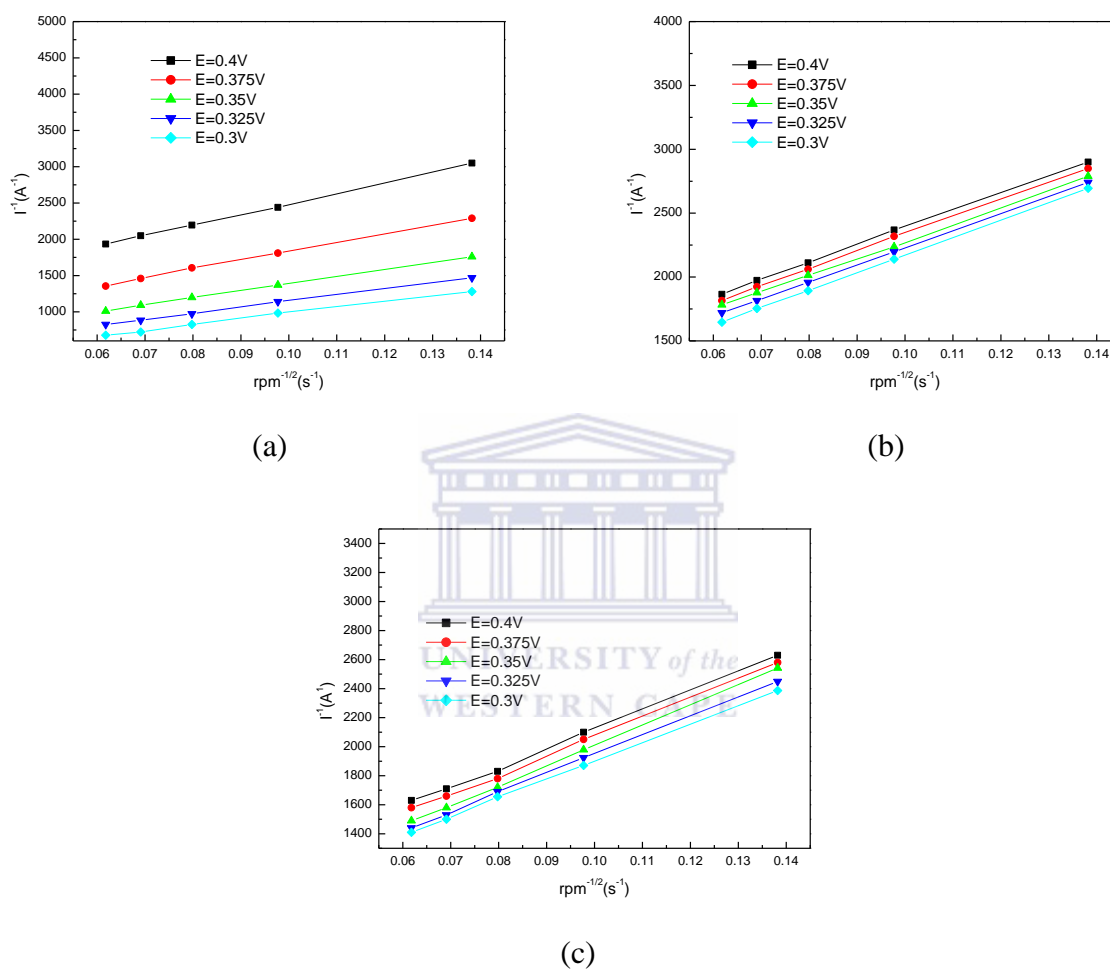 5000
4500
4000
3500
3000
2500
2000
1500
1000
I⁻¹(A⁻¹)
E=0.4V
E=0.375V
E=0.35V
E=0.325V
E=0.3V
0.06 0.07 0.08 0.09 0.10 0.11 0.12 0.13 0.14
rpm⁻¹/²(s⁻¹)
(a)
4000
3000
2500
2000
1500
I⁻¹(A⁻¹)
E=0.4V
E=0.375V
E=0.35V
E=0.325V
E=0.3V
0.06 0.07 0.08 0.09 0.10 0.11 0.12 0.13 0.14
rpm⁻¹/²(s⁻¹)
(b)
3400
3200
3000
2800
2600
2400
2200
2000
1800
1600
1400
I⁻¹(A⁻¹)
E=0.4V
E=0.375V
E=0.35V
E=0.325V
E=0.3V
UNIVERSITY of the
WESTERN CAPE
0.06 0.07 0.08 0.09 0.10 0.11 0.12 0.13 0.14
rpm⁻¹/²(s⁻¹)
(c)